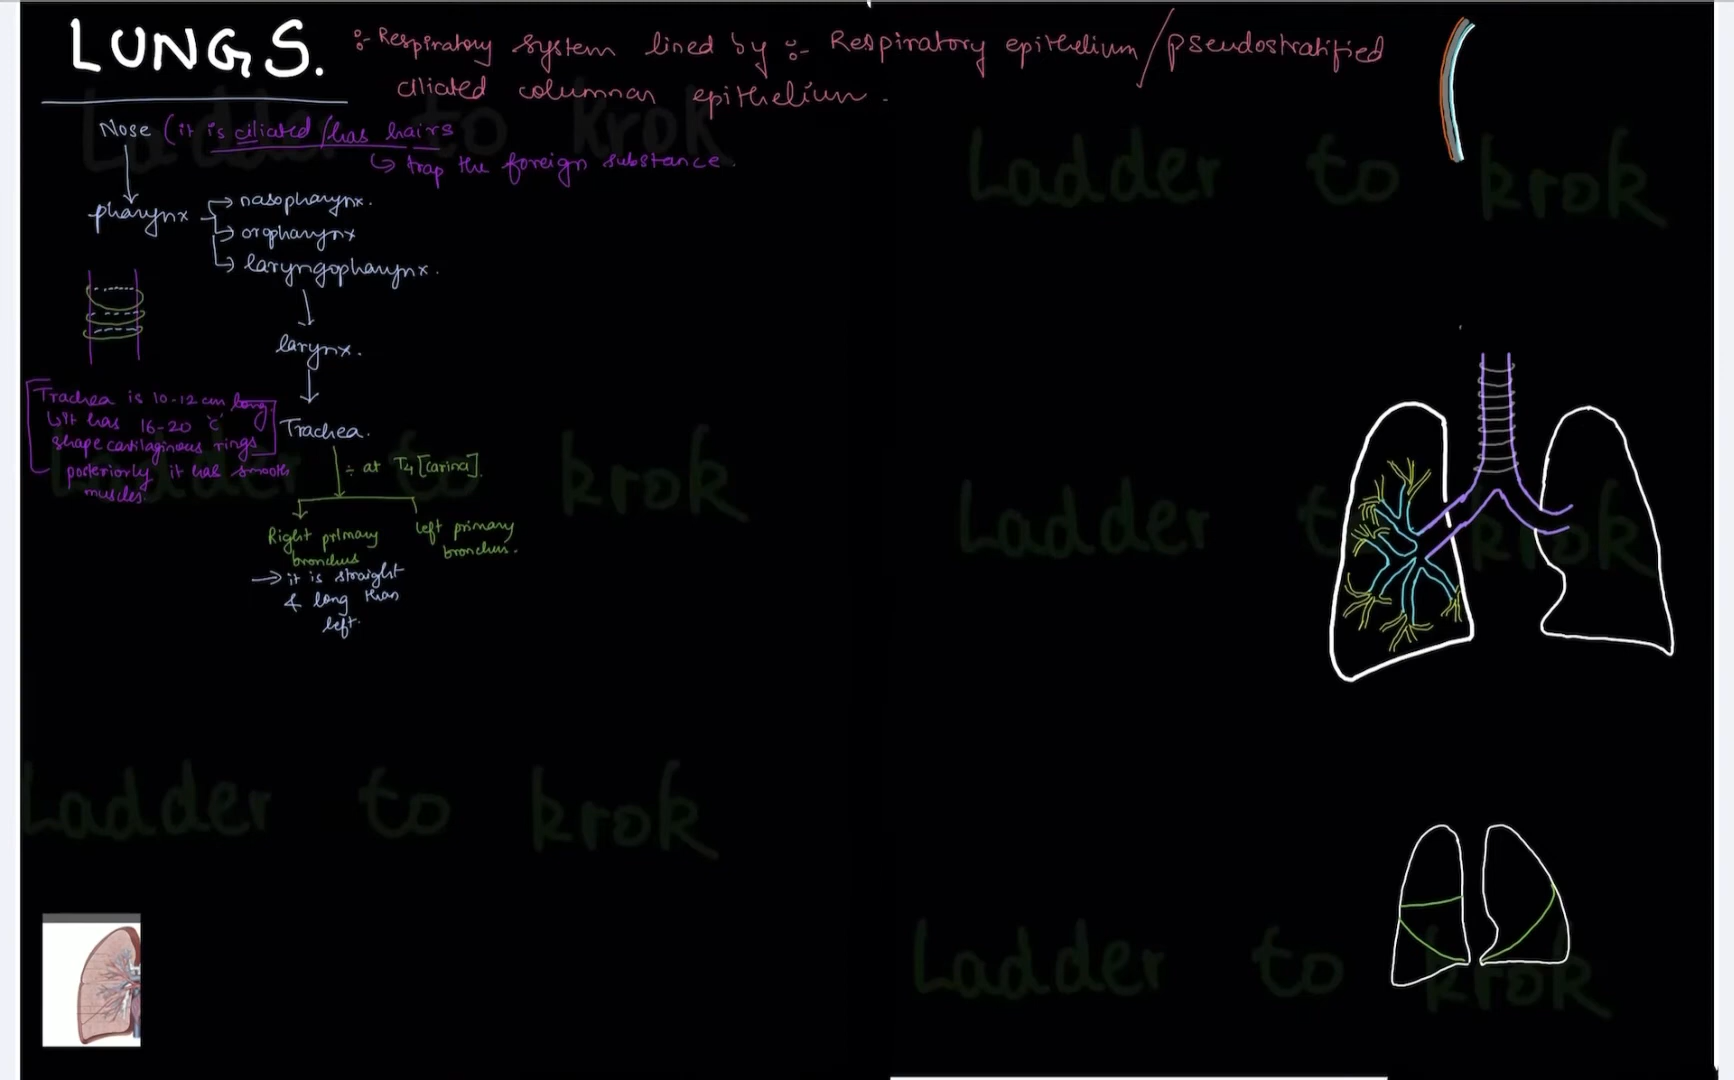 LUNGS.
:- Respiratory system lined by :- Respiratory epithelium/pseudostratified
ciliated columnar epithelium.
Nose (it is ciliated/has hairs
↳ trap the foreign substance.
pharynx
→ nasopharynx.
→ oropharynx
↳ laryngopharynx.
larynx.
Trachea.
Trachea is 10-12 cm long.
↳ it has 16-20 'c'
shape cartilaginous rings
posteriorly it has smooth
muscles.
÷ at T4 [carina].
Right primary
bronchus
left primary
bronchus.
→ it is straight
& long than
left.
Ladder to krok
Ladder to krok
Ladder to krok
Ladder to krok
Ladder to krok
Ladder to krok